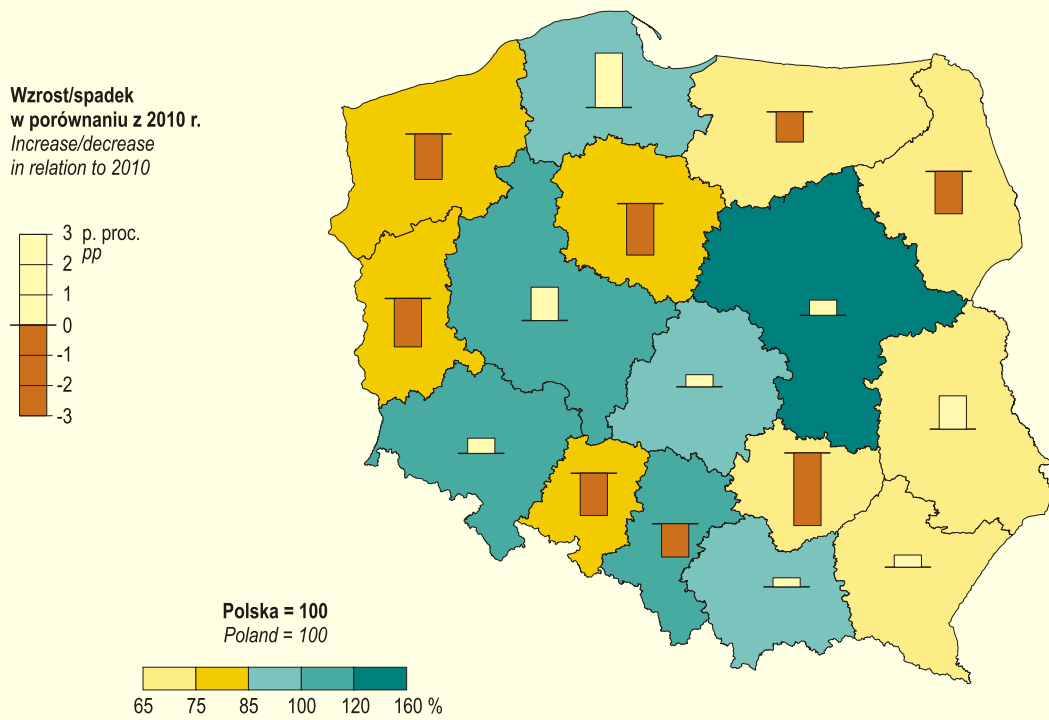 Wzrost/spadek
w porównaniu z 2010 r.
Increase/decrease
in relation to 2010
3 p. proc.
pp
2
1
0
-1
-2
-3
Polska = 100
Poland = 100
65 75 85 100 120 160 %